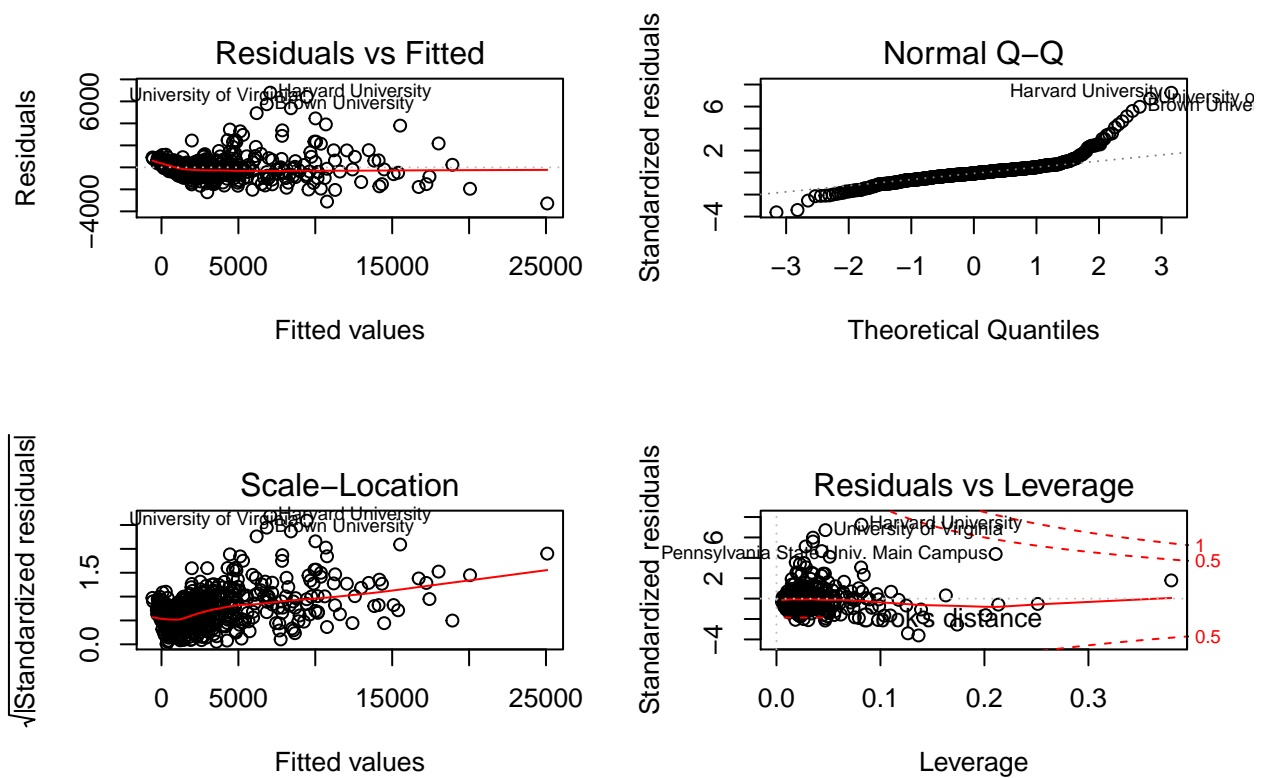 Residuals vs Fitted
Residuals
6000
−4000
University of Virginia
Harvard University
Brown University
0 5000 15000 25000
Fitted values
Normal Q−Q
Standardized residuals
6
2
−4
Harvard University
University o
Brown Unive
−3 −2 −1 0 1 2 3
Theoretical Quantiles
Scale−Location
√|Standardized residuals|
1.5
0.0
University of Virginia
Harvard University
Brown University
0 5000 15000 25000
Fitted values
Residuals vs Leverage
Standardized residuals
6
2
−4
Harvard University
University of Virginia
Pennsylvania State Univ. Main Campus
ok's distance
1
0.5
0.5
0.0 0.1 0.2 0.3
Leverage